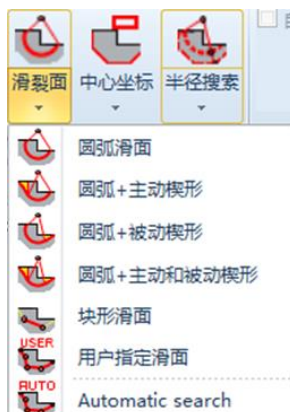 滑裂面 中心坐标 半径搜索
圆弧滑面
圆弧+主动楔形
圆弧+被动楔形
圆弧+主动和被动楔形
块形滑面
USER
用户指定滑面
AUTO
Automatic search